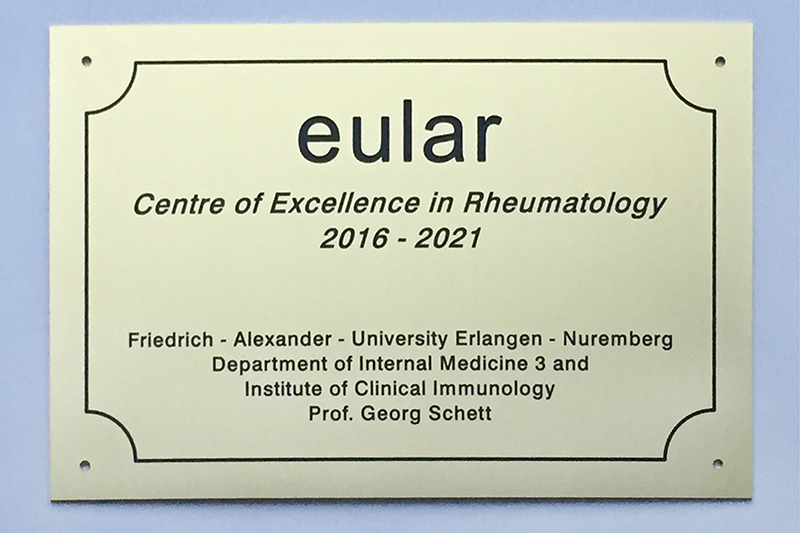 eular
Centre of Excellence in Rheumatology
2016 - 2021
Friedrich - Alexander - University Erlangen - Nuremberg
Department of Internal Medicine 3 and
Institute of Clinical Immunology
Prof. Georg Schett